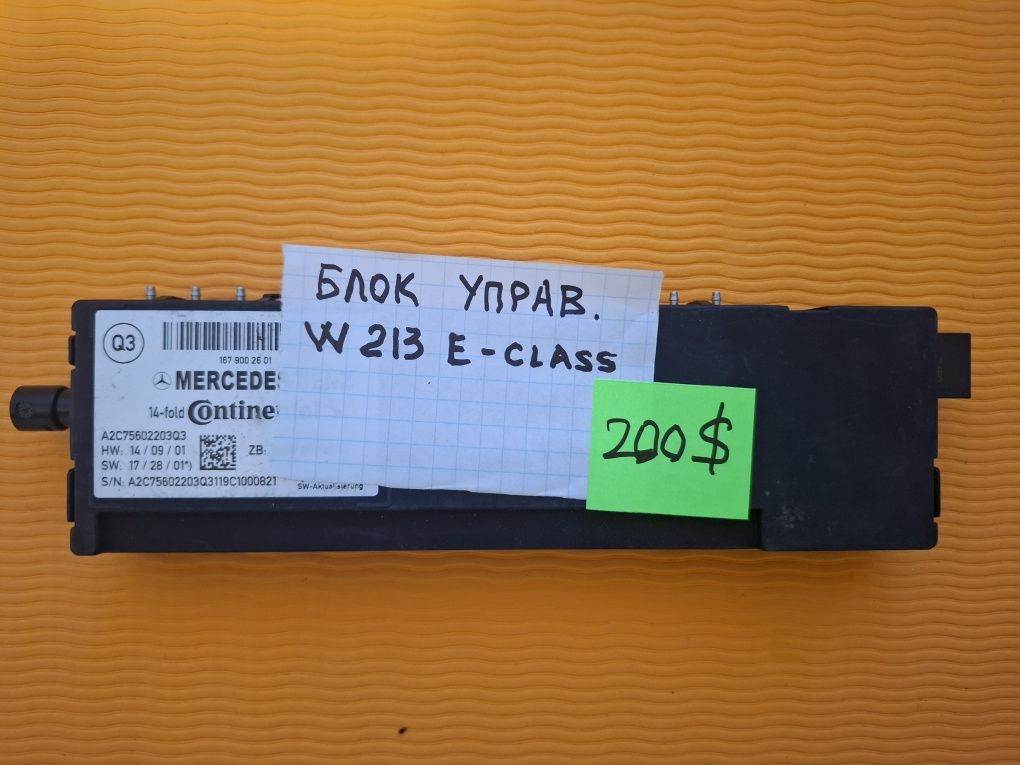 БЛОК УПРАВ.
W 213 E-CLASS
200$
Q3
167 900 26 01
MERCEDES
14-fold Contine
A2C75602203Q3
HW: 14 / 09 / 01 ZB:
SW: 17 / 28 / 01*)
S/N: A2C75602203Q3119C1000821
SW-Aktualisierung